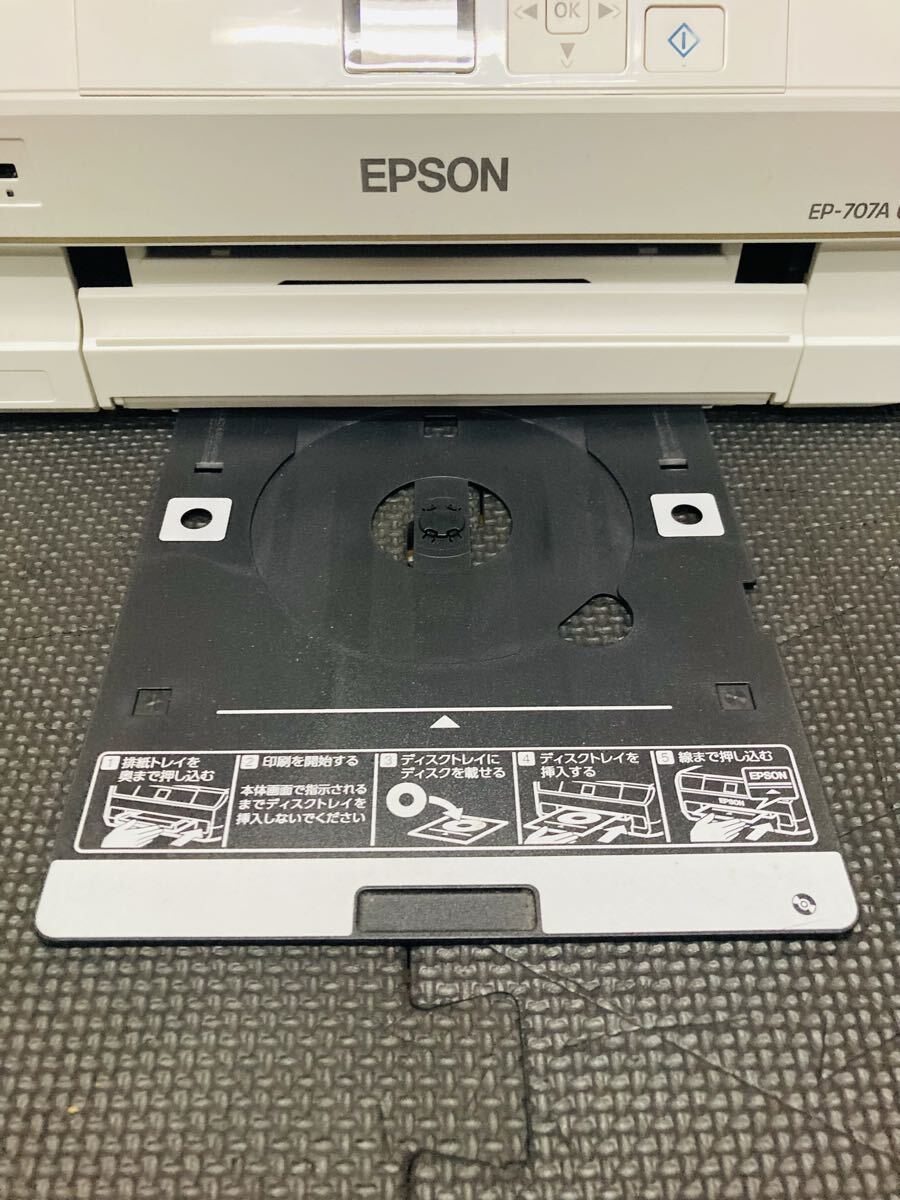 OK
EPSON
EP-707A
1 排紙トレイを
奥まで押し込む
2 印刷を開始する
本体画面で指示される
までディスクトレイを
挿入しないでください
3 ディスクトレイに
ディスクを載せる
4 ディスクトレイを
挿入する
5 線まで押し込む
EPSON
EPSON